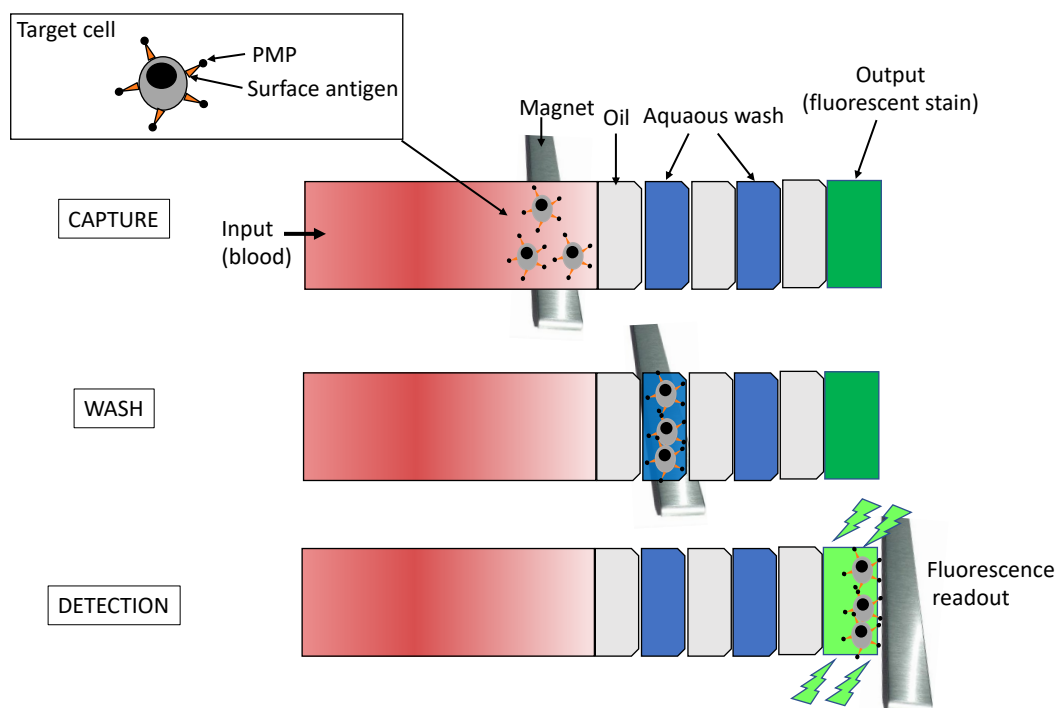 Target cell
PMP
Surface antigen
Magnet
Oil
Aquaous wash
Output
(fluorescent stain)
CAPTURE
Input
(blood)
WASH
DETECTION
Fluorescence
readout